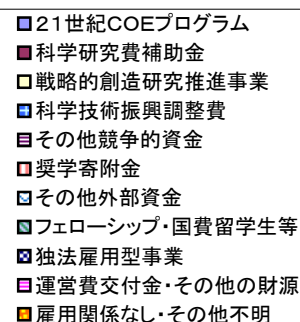 21世紀COEプログラム
科学研究費補助金
戦略的創造研究推進事業
科学技術振興調整費
その他競争的資金
奨学寄附金
その他外部資金
フェローシップ・国費留学生等
独法雇用型事業
運営費交付金・その他の財源
雇用関係なし・その他不明